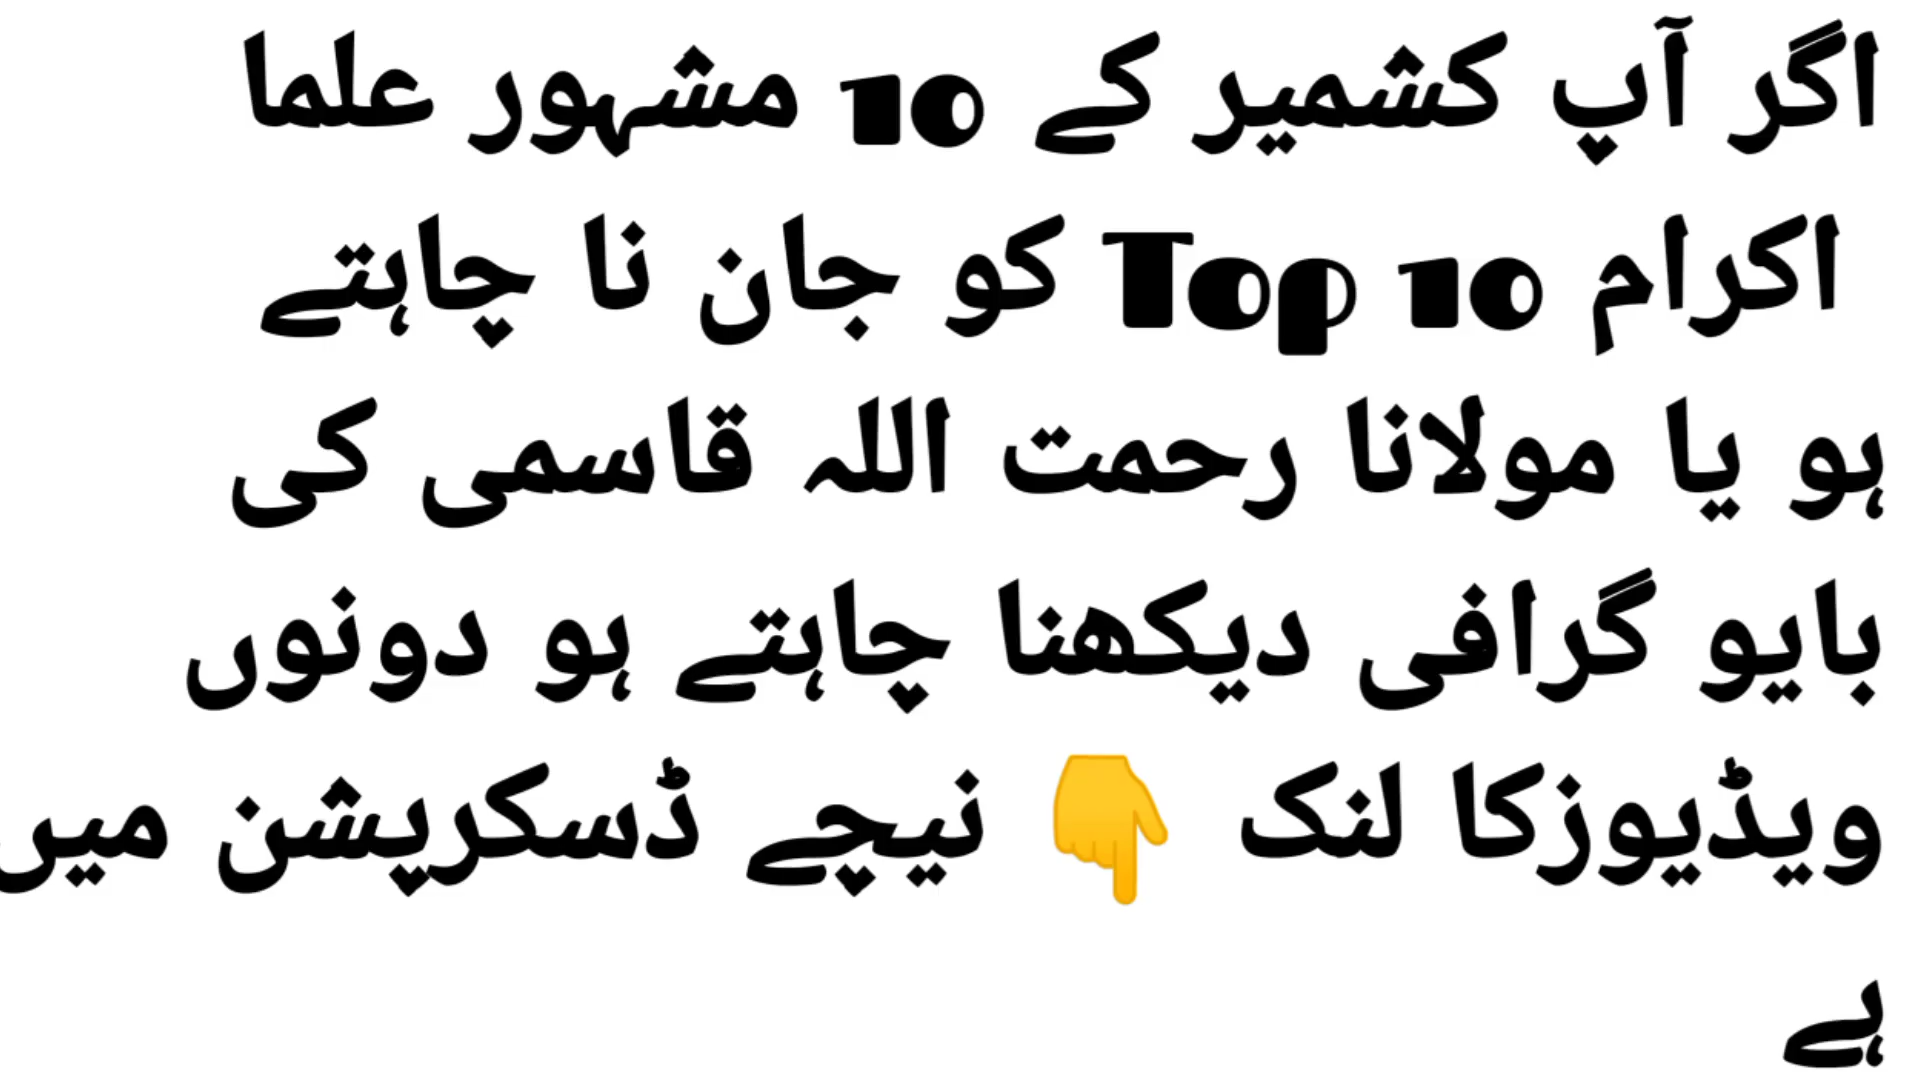 اگر آپ کشمیر کے 10 مشہور علما
اکرام Top 10 کو جان نا چاہتے
ہو یا مولانا رحمت اللہ قاسمی کی
بایو گرافی دیکھنا چاہتے ہو دونوں
ویڈیوزکا لنک 👇 نیچے ڈسکرپشن میں
ہے